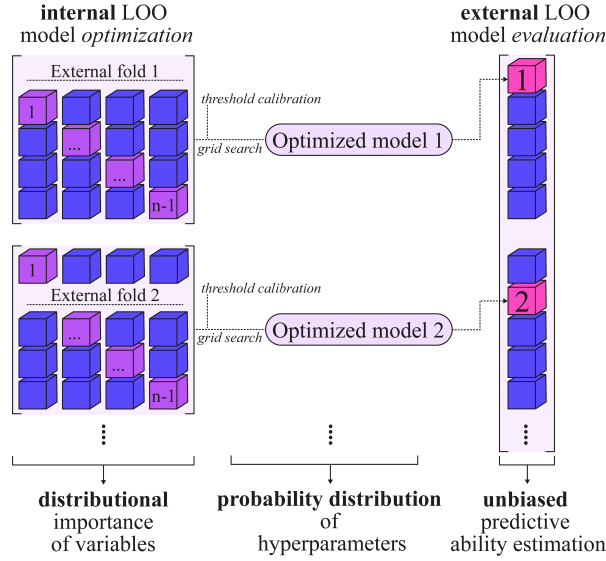 internal LOO
model optimization
external LOO
model evaluation
External fold 1
1
...
...
n-1
threshold calibration
grid search
Optimized model 1
1
1
External fold 2
...
...
n-1
threshold calibration
grid search
Optimized model 2
2
distributional
importance
of variables
probability distribution
of
hyperparameters
unbiased
predictive
ability estimation